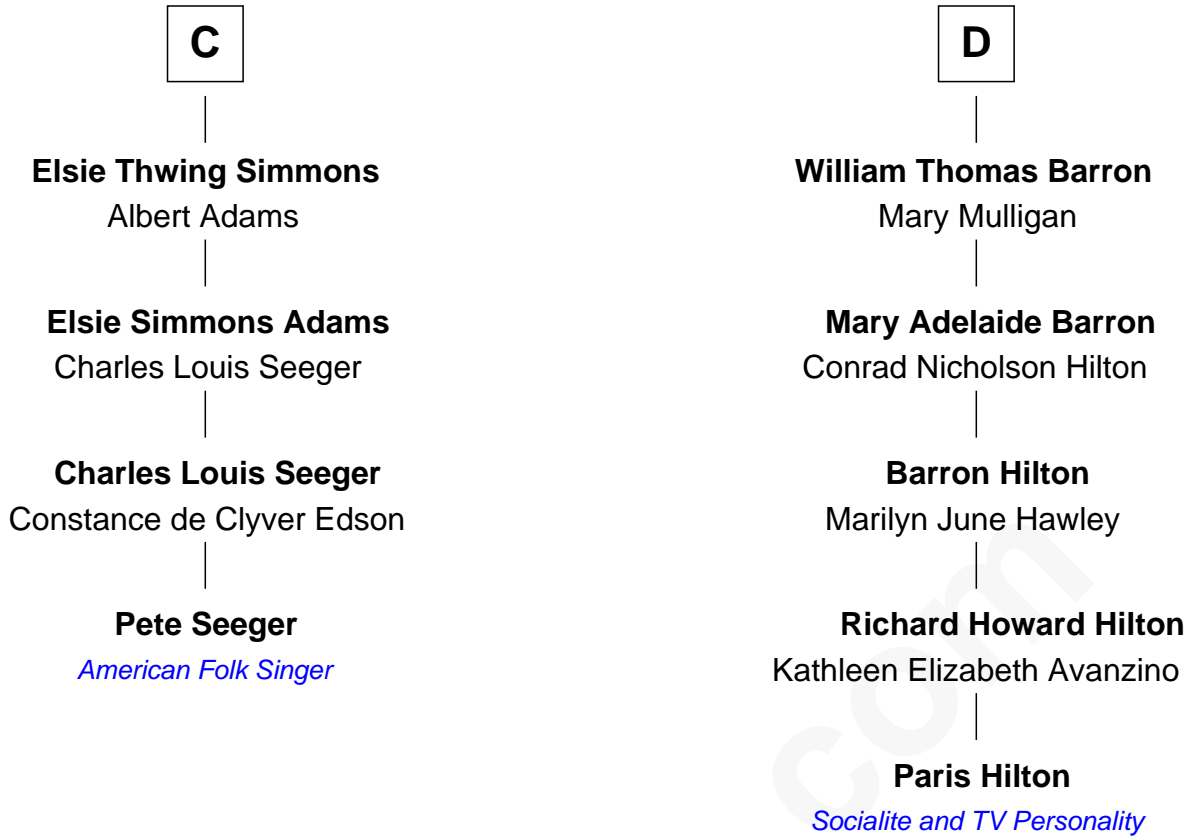 C
Elsie Thwing Simmons
Albert Adams
Elsie Simmons Adams
Charles Louis Seeger
Charles Louis Seeger
Constance de Clyver Edson
Pete Seeger
American Folk Singer
D
William Thomas Barron
Mary Mulligan
Mary Adelaide Barron
Conrad Nicholson Hilton
Barron Hilton
Marilyn June Hawley
Richard Howard Hilton
Kathleen Elizabeth Avanzino
Paris Hilton
Socialite and TV Personality
com